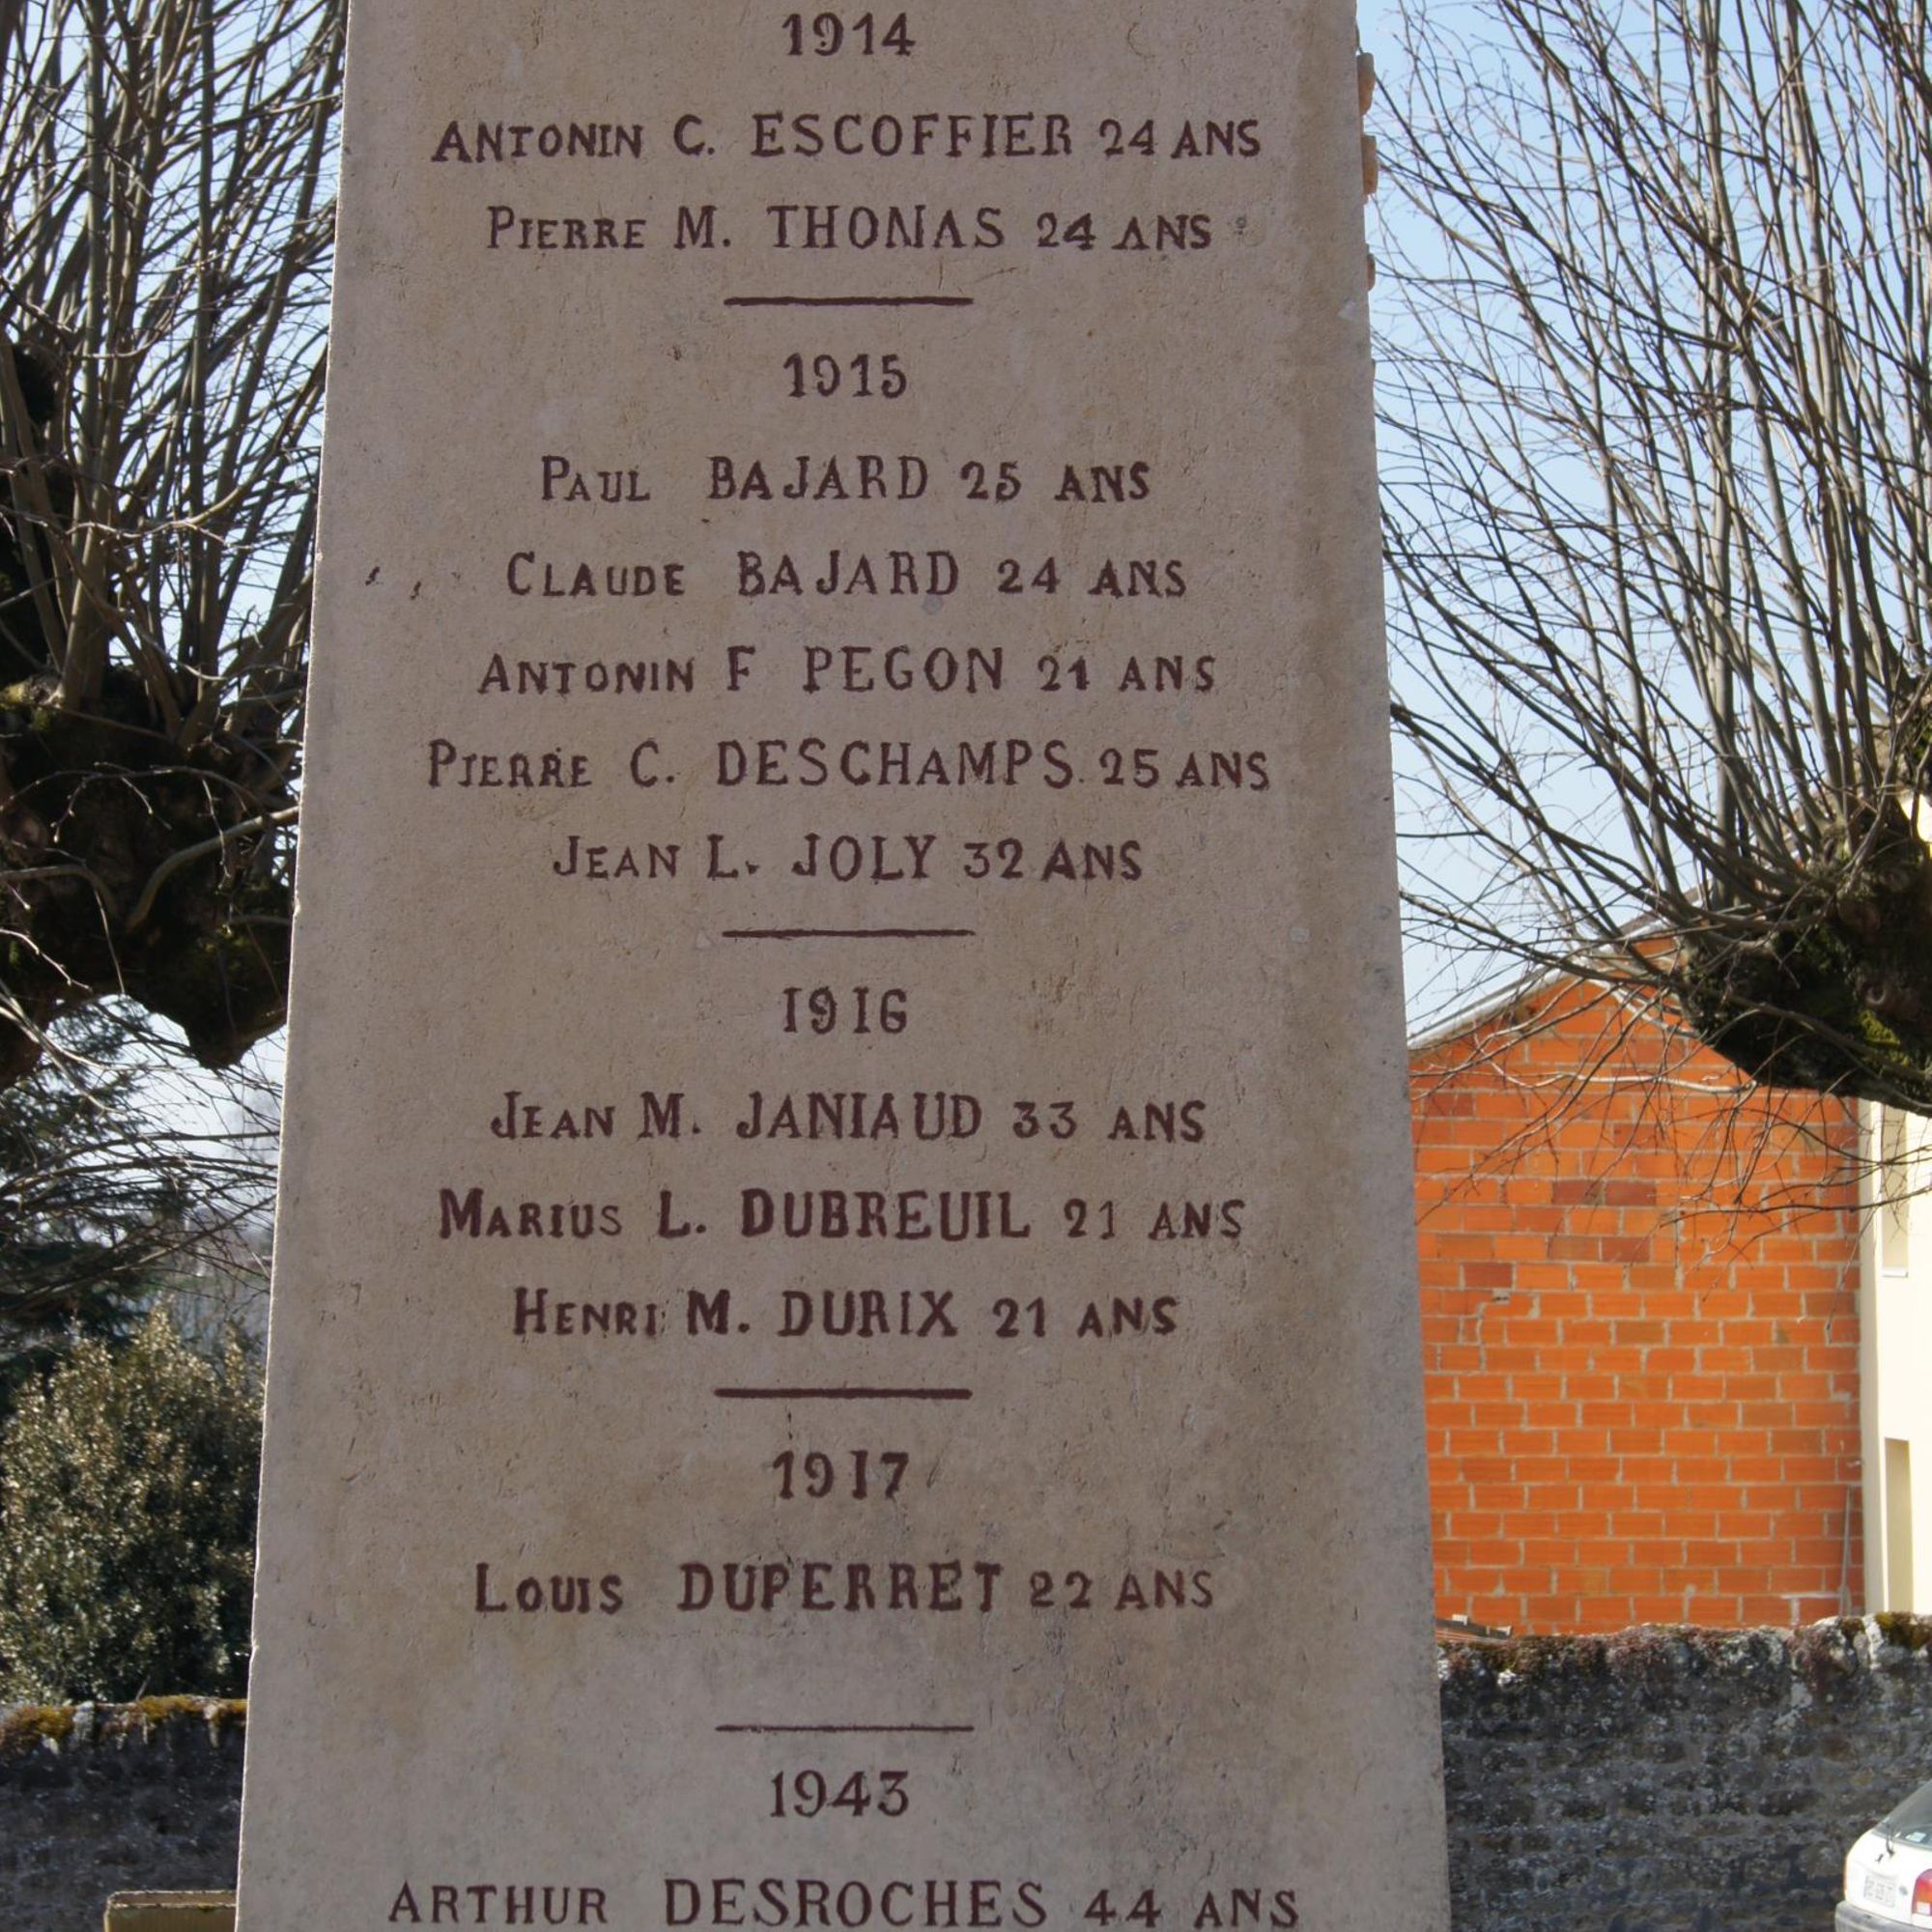 1914
ANTONIN C. ESCOFFIER 24 ANS
PIERRE M. THOMAS 24 ANS
1915
PAUL BAJARD 25 ANS
CLAUDE BAJARD 24 ANS
ANTONIN F PEGON 21 ANS
PIERRE C. DESCHAMPS. 25 ANS
JEAN L. JOLY 32 ANS
1916
JEAN M. JANIAUD 33 ANS
MARIUS L. DUBREUIL 21 ANS
HENRI M. DURIX 21 ANS
1917
LOUIS DUPERRET 22 ANS
1943
ARTHUR DESROCHES 44 ANS